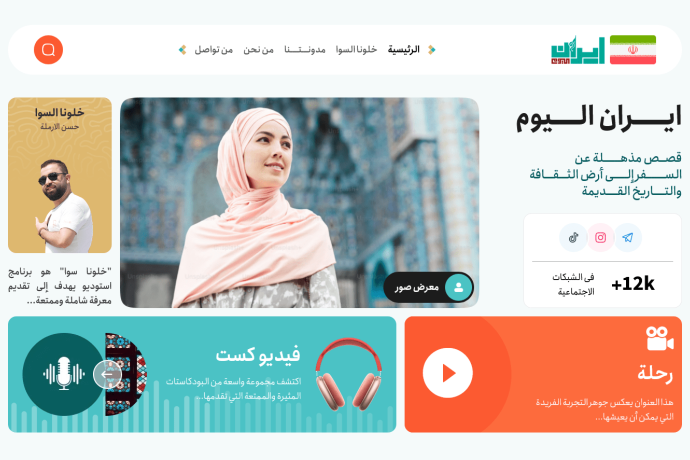 ايران
اليوم
الرئيسية
خلونا السوا
مدونتنا
من نحن
من تواصل
ايران اليوم
قصص مذهلة عن
السفر إلى أرض الثقافة
والتاريخ القديمة
+12k
في الشبكات
الاجتماعية
معرض صور
خلونا السوا
حسن الارملة
"خلونا سوا" هو برنامج
استوديو يهدف إلى تقديم
معرفة شاملة وممتعة...
رحلة
هذا العنوان يعكس جوهر التجربة الفريدة
التي يمكن أن يعيشها...
فيديو كست
اكتشف مجموعة واسعة من البودكاستات
المثيرة والممتعة التي نقدمها...